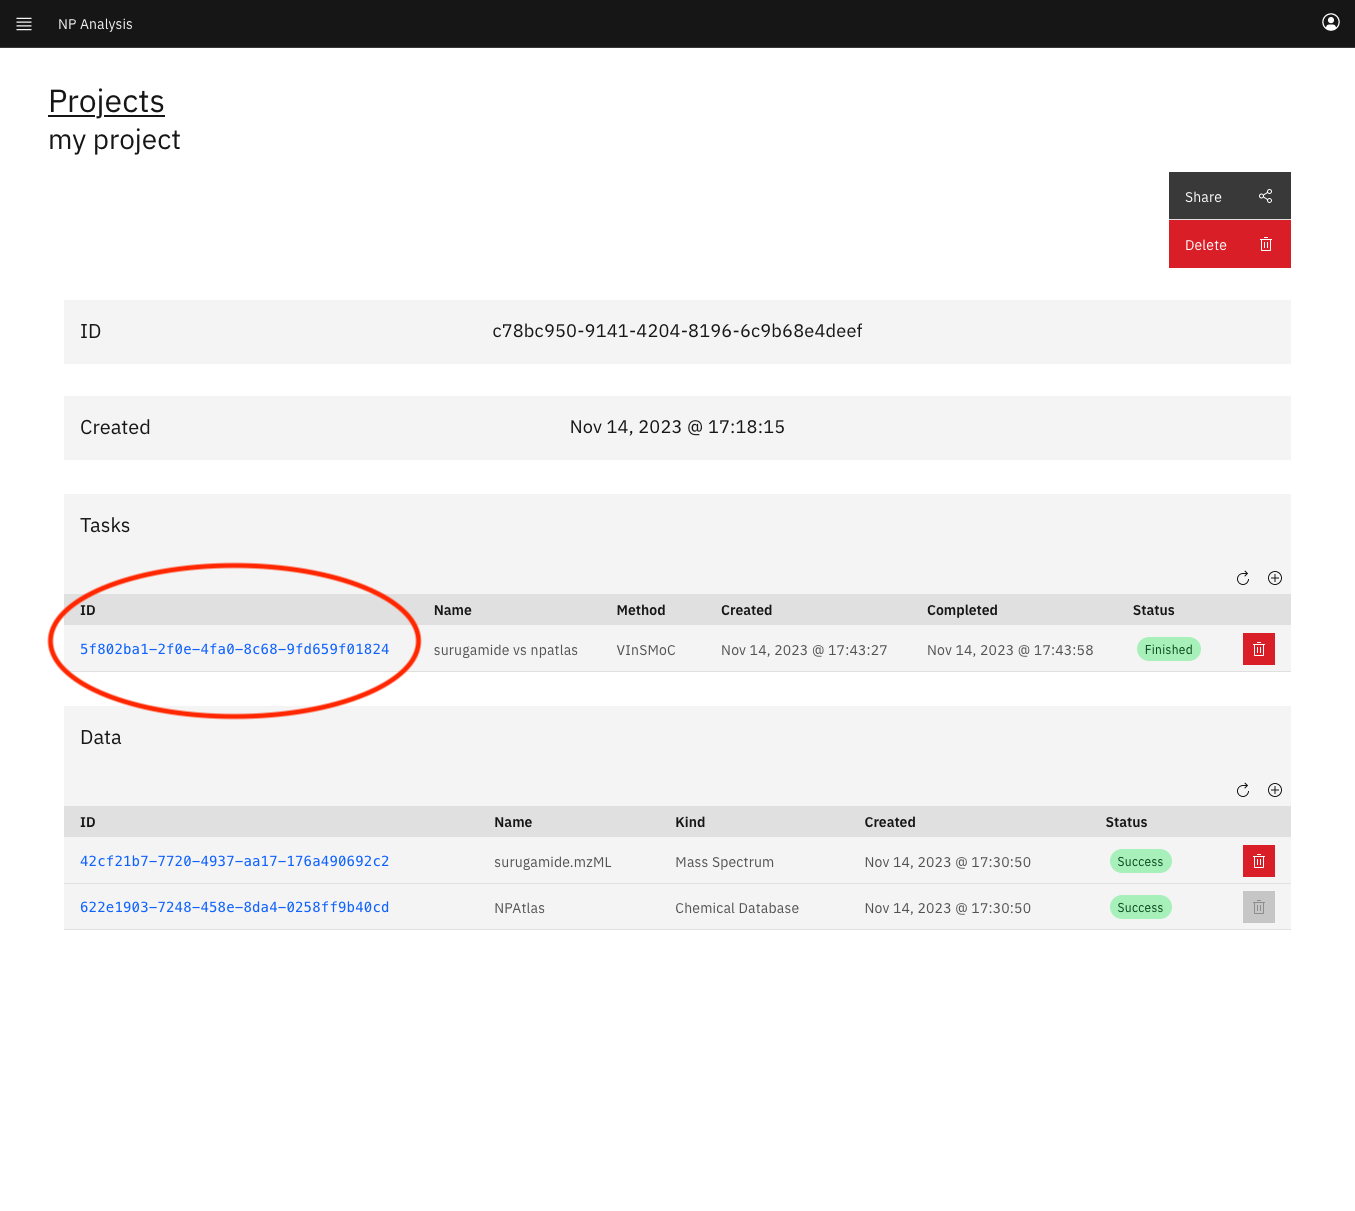 NP Analysis
Projects
my project
Share
Delete
ID c78bc950-9141-4204-8196-6c9b68e4deef
Created Nov 14, 2023 @ 17:18:15
Tasks
ID Name Method Created Completed Status
5f802ba1-2f0e-4fa0-8c68-9fd659f01824 surugamide vs npatlas VInSMoC Nov 14, 2023 @ 17:43:27 Nov 14, 2023 @ 17:43:58 Finished
Data
ID Name Kind Created Status
42cf21b7-7720-4937-aa17-176a490692c2 surugamide.mzML Mass Spectrum Nov 14, 2023 @ 17:30:50 Success
622e1903-7248-458e-8da4-0258ff9b40cd NPAtlas Chemical Database Nov 14, 2023 @ 17:30:50 Success